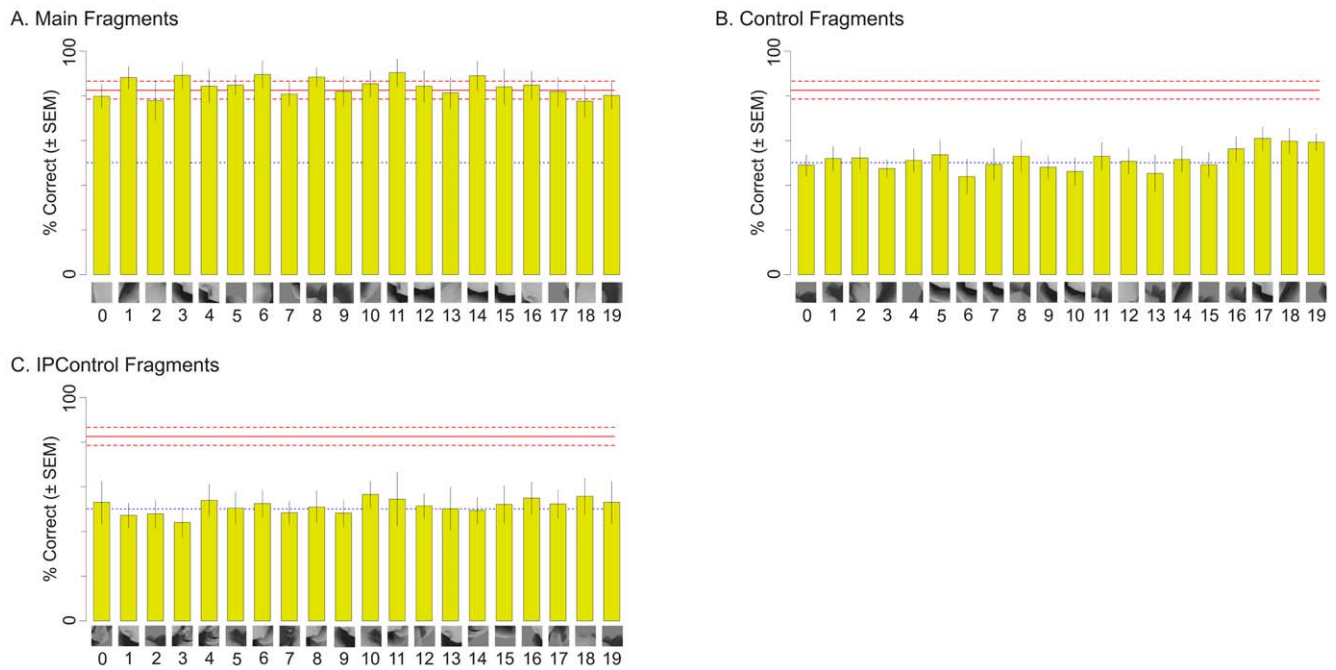 A. Main Fragments
100
% Correct (± SEM)
0
0 1 2 3 4 5 6 7 8 9 10 11 12 13 14 15 16 17 18 19
B. Control Fragments
100
% Correct (± SEM)
0
0 1 2 3 4 5 6 7 8 9 10 11 12 13 14 15 16 17 18 19
C. IPControl Fragments
100
% Correct (± SEM)
0
0 1 2 3 4 5 6 7 8 9 10 11 12 13 14 15 16 17 18 19